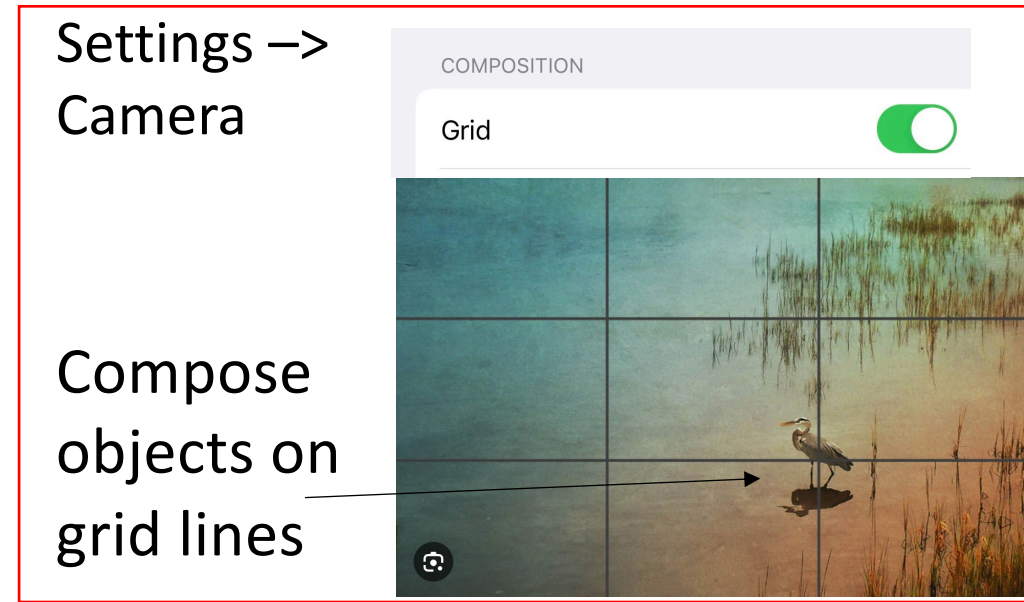 Settings –>
Camera
COMPOSITION
Grid
Compose
objects on
grid lines